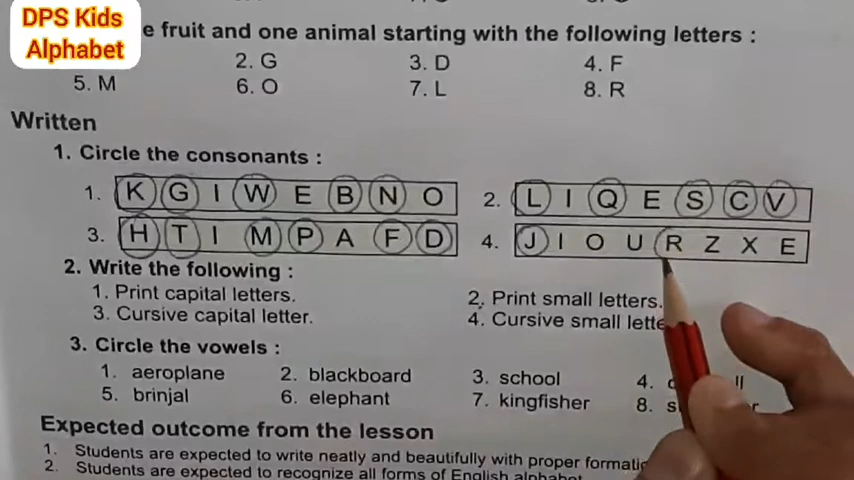 DPS Kids
Alphabet
e fruit and one animal starting with the following letters :
2. G 3. D 4. F
5. M 6. O 7. L 8. R
Written
1. Circle the consonants :
1. K G I W E B N O 2. L I Q E S C V
3. H T I M P A F D 4. J I O U R Z X E
2. Write the following :
1. Print capital letters. 2. Print small letters.
3. Cursive capital letter. 4. Cursive small lette
3. Circle the vowels :
1. aeroplane 2. blackboard 3. school 4. ll
5. brinjal 6. elephant 7. kingfisher 8. s r
Expected outcome from the lesson
1. Students are expected to write neatly and beautifully with proper formatio
2. Students are expected to recognize all forms of English alphabet